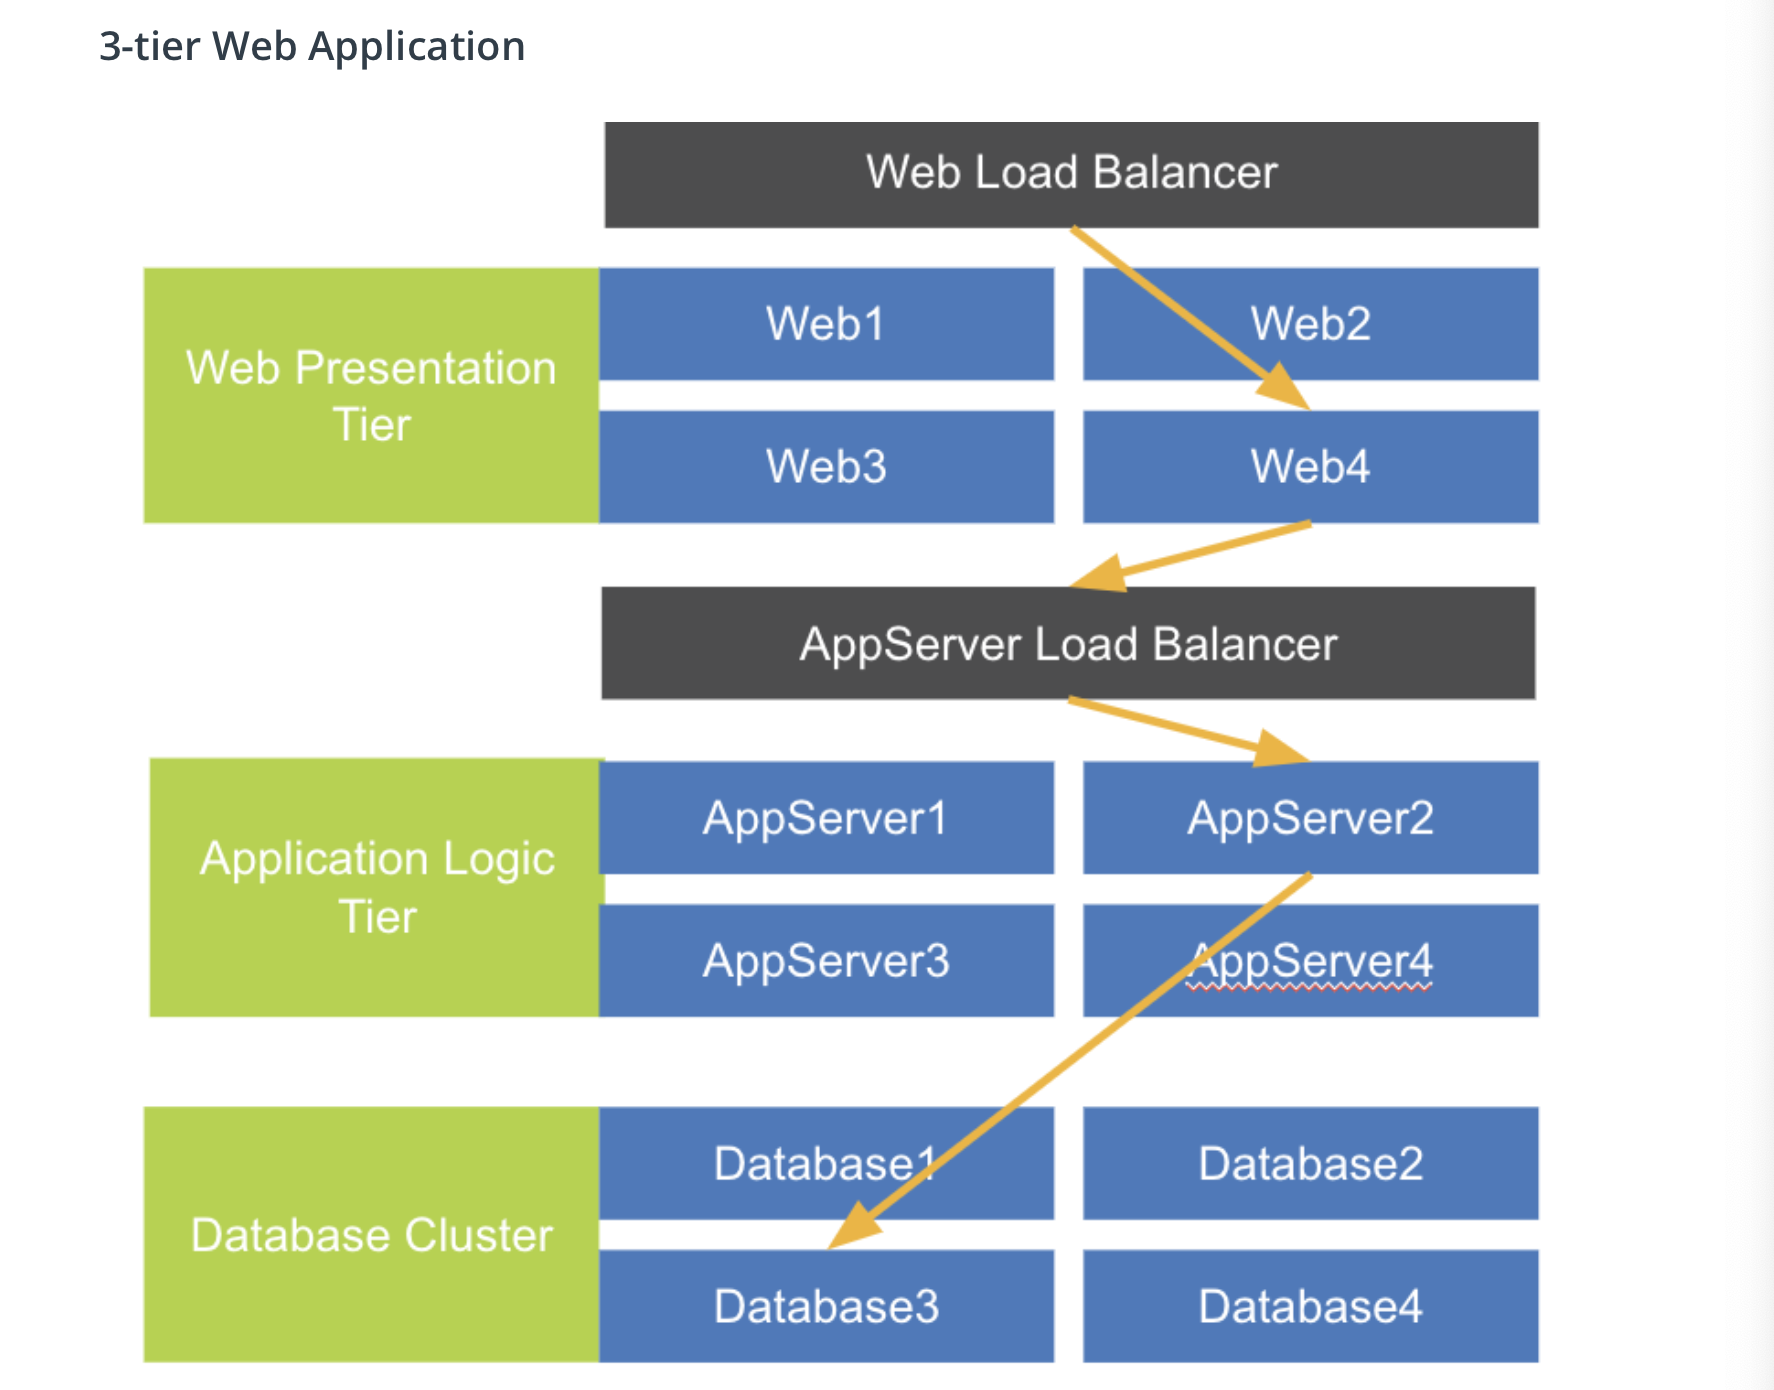 3-tier Web Application
Web Load Balancer
Web Presentation
Tier
Web1
Web2
Web3
Web4
AppServer Load Balancer
Application Logic
Tier
AppServer1
AppServer2
AppServer3
AppServer4
Database Cluster
Database1
Database2
Database3
Database4